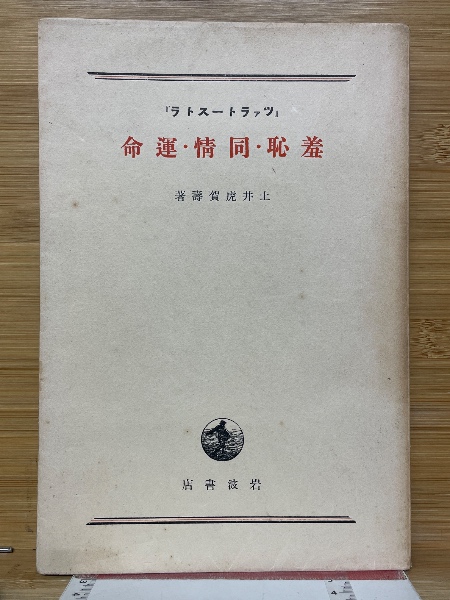 『ツァラトーストラ』
羞恥・同情・運命
土井虎賀壽著
岩波書店